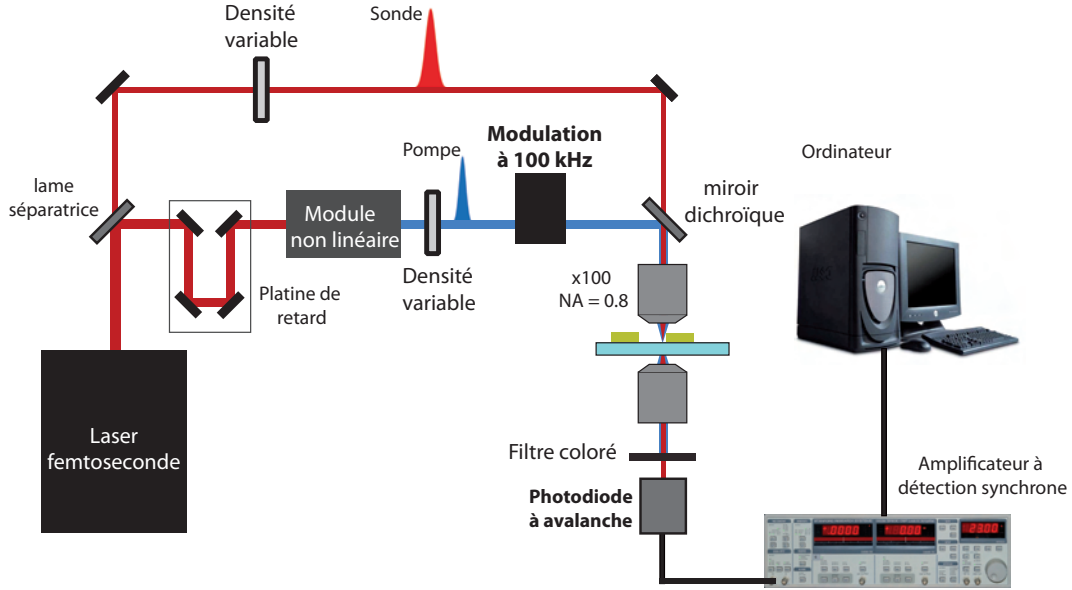 Densité
variable
Sonde
Pompe
Modulation
à 100 kHz
Ordinateur
lame
séparatrice
miroir
dichroïque
Module
non linéaire
Densité
variable
x100
NA = 0.8
Platine de
retard
Laser
femtoseconde
Filtre coloré
Photodiode
à avalanche
Amplificateur à
détection synchrone